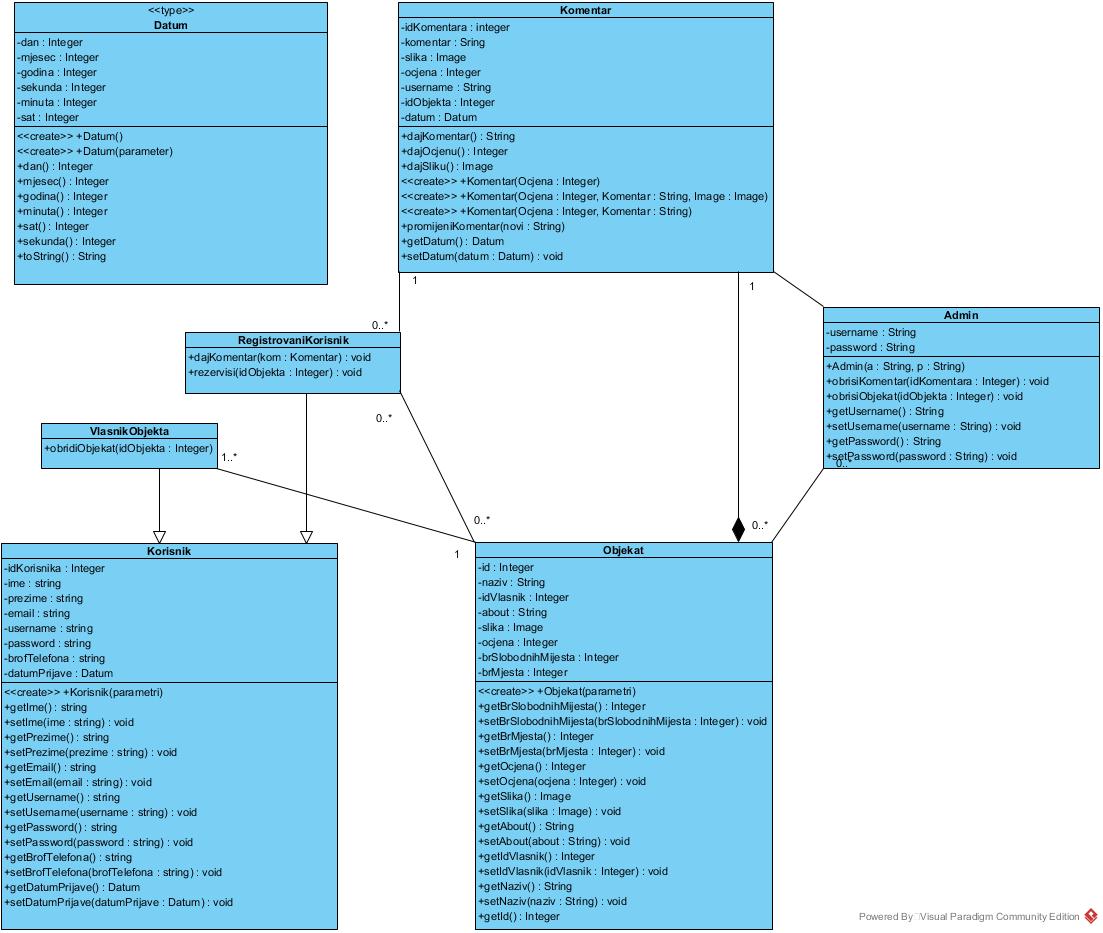 <<type>>
Datum
-dan : Integer
-mjesec : Integer
-godina : Integer
-sekunda : Integer
-minuta : Integer
-sat : Integer
<<create>> +Datum()
<<create>> +Datum(parameter)
+dan() : Integer
+mjesec() : Integer
+godina() : Integer
+minuta() : Integer
+sat() : Integer
+sekunda() : Integer
+toString() : String
Komentar
-idKomentara : integer
-komentar : Sring
-slika : Image
-ocjena : Integer
-username : String
-idObjekta : Integer
-datum : Datum
+dajKomentar() : String
+dajOcjenu() : Integer
+dajSliku() : Image
<<create>> +Komentar(Ocjena : Integer)
<<create>> +Komentar(Ocjena : Integer, Komentar : String, Image : Image)
<<create>> +Komentar(Ocjena : Integer, Komentar : String)
+promijeniKomentar(novi : String)
+getDatum() : Datum
+setDatum(datum : Datum) : void
1
1
0..*
RegistrovaniKorisnik
+dajKomentar(kom : Komentar) : void
+rezervisi(idObjekta : Integer) : void
0..*
Admin
-username : String
-password : String
+Admin(a : String, p : String)
+obrisiKomentar(idKomentara : Integer) : void
+obrisiObjekat(idObjekta : Integer) : void
+getUsername() : String
+setUsername(username : String) : void
+getPassword() : String
+setPassword(password : String) : void
0..*
VlasnikObjekta
+obridiObjekat(idObjekta : Integer)
1..*
0..*
0..*
1
Korisnik
-idKorisnika : Integer
-ime : string
-prezime : string
-email : string
-username : string
-password : string
-brofTelefona : string
-datumPrijave : Datum
<<create>> +Korisnik(parametri)
+getIme() : string
+setIme(ime : string) : void
+getPrezime() : string
+setPrezime(prezime : string) : void
+getEmail() : string
+setEmail(email : string) : void
+getUsername() : string
+setUsername(username : string) : void
+getPassword() : string
+setPassword(password : string) : void
+getBrofTelefona() : string
+setBrofTelefona(brofTelefona : string) : void
+getDatumPrijave() : Datum
+setDatumPrijave(datumPrijave : Datum) : void
Objekat
-id : Integer
-naziv : String
-idVlasnik : Integer
-about : String
-slika : Image
-ocjena : Integer
-brSlobodnihMijesta : Integer
-brMjesta : Integer
<<create>> +Objekat(parametri)
+getBrSlobodnihMijesta() : Integer
+setBrSlobodnihMijesta(brSlobodnihMijesta : Integer) : void
+getBrMjesta() : Integer
+setBrMjesta(brMjesta : Integer) : void
+getOcjena() : Integer
+setOcjena(ocjena : Integer) : void
+getSlika() : Image
+setSlika(slika : Image) : void
+getAbout() : String
+setAbout(about : String) : void
+getIdVlasnik() : Integer
+setIdVlasnik(idVlasnik : Integer) : void
+getNaziv() : String
+setNaziv(naziv : String) : void
+getId() : Integer
Powered By Visual Paradigm Community Edition